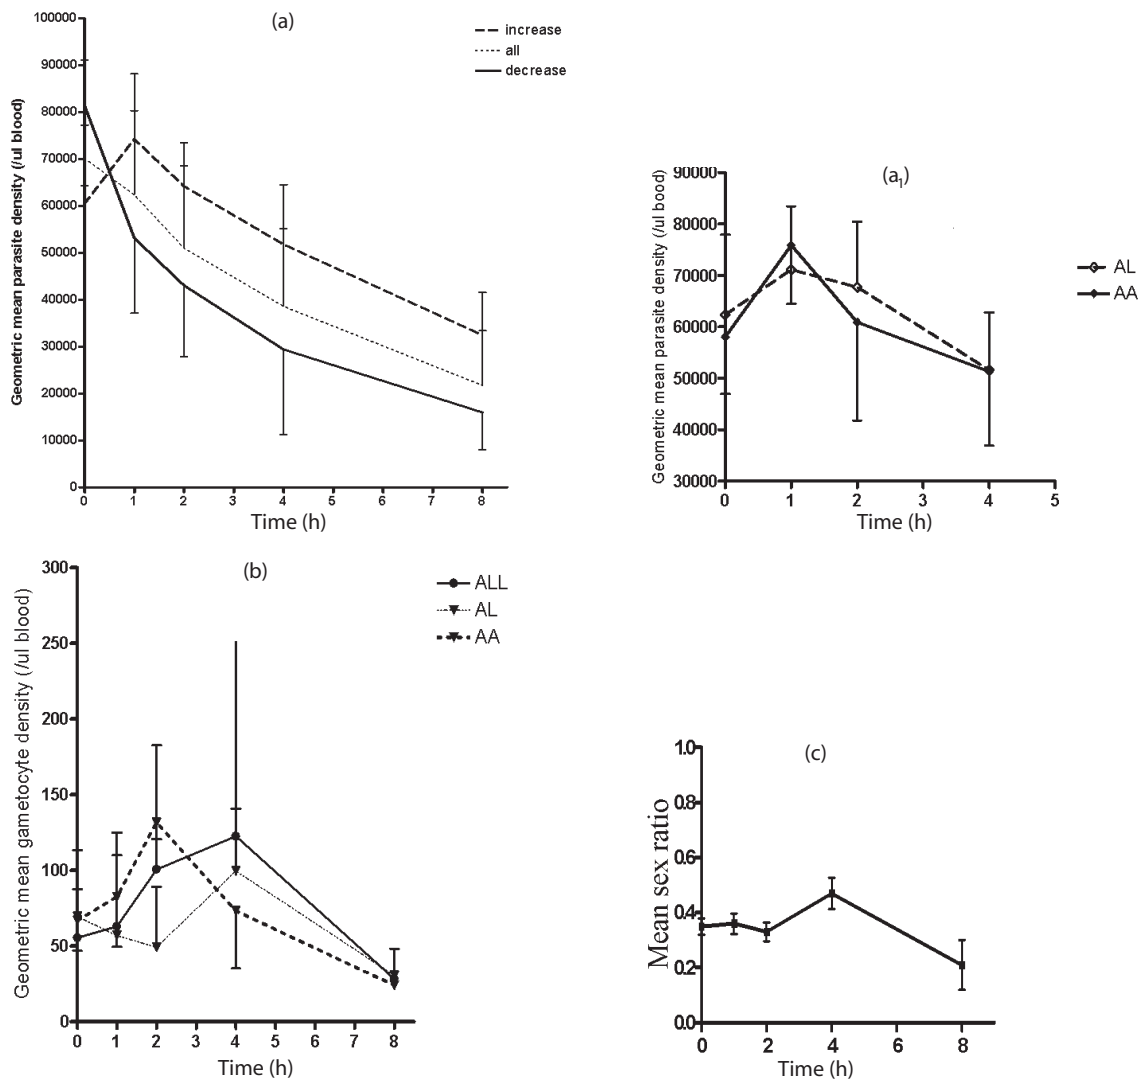 (a)
increase
all
decrease
Geometric mean parasite density (/ul blood)
100000
90000
80000
70000
60000
50000
40000
30000
20000
10000
0
0 1 2 3 4 5 6 7 8
Time (h)
(a1)
AL
AA
Geometric mean parasite density (/ul bood)
90000
80000
70000
60000
50000
40000
30000
0 1 2 3 4 5
Time (h)
(b)
ALL
AL
AA
Geometric mean gametocyte density (/ul blood)
300
250
200
150
100
50
0
0 1 2 3 4 5 6 7 8
Time (h)
(c)
Mean sex ratio
1.0
0.8
0.6
0.4
0.2
0.0
0 2 4 6 8
Time (h)